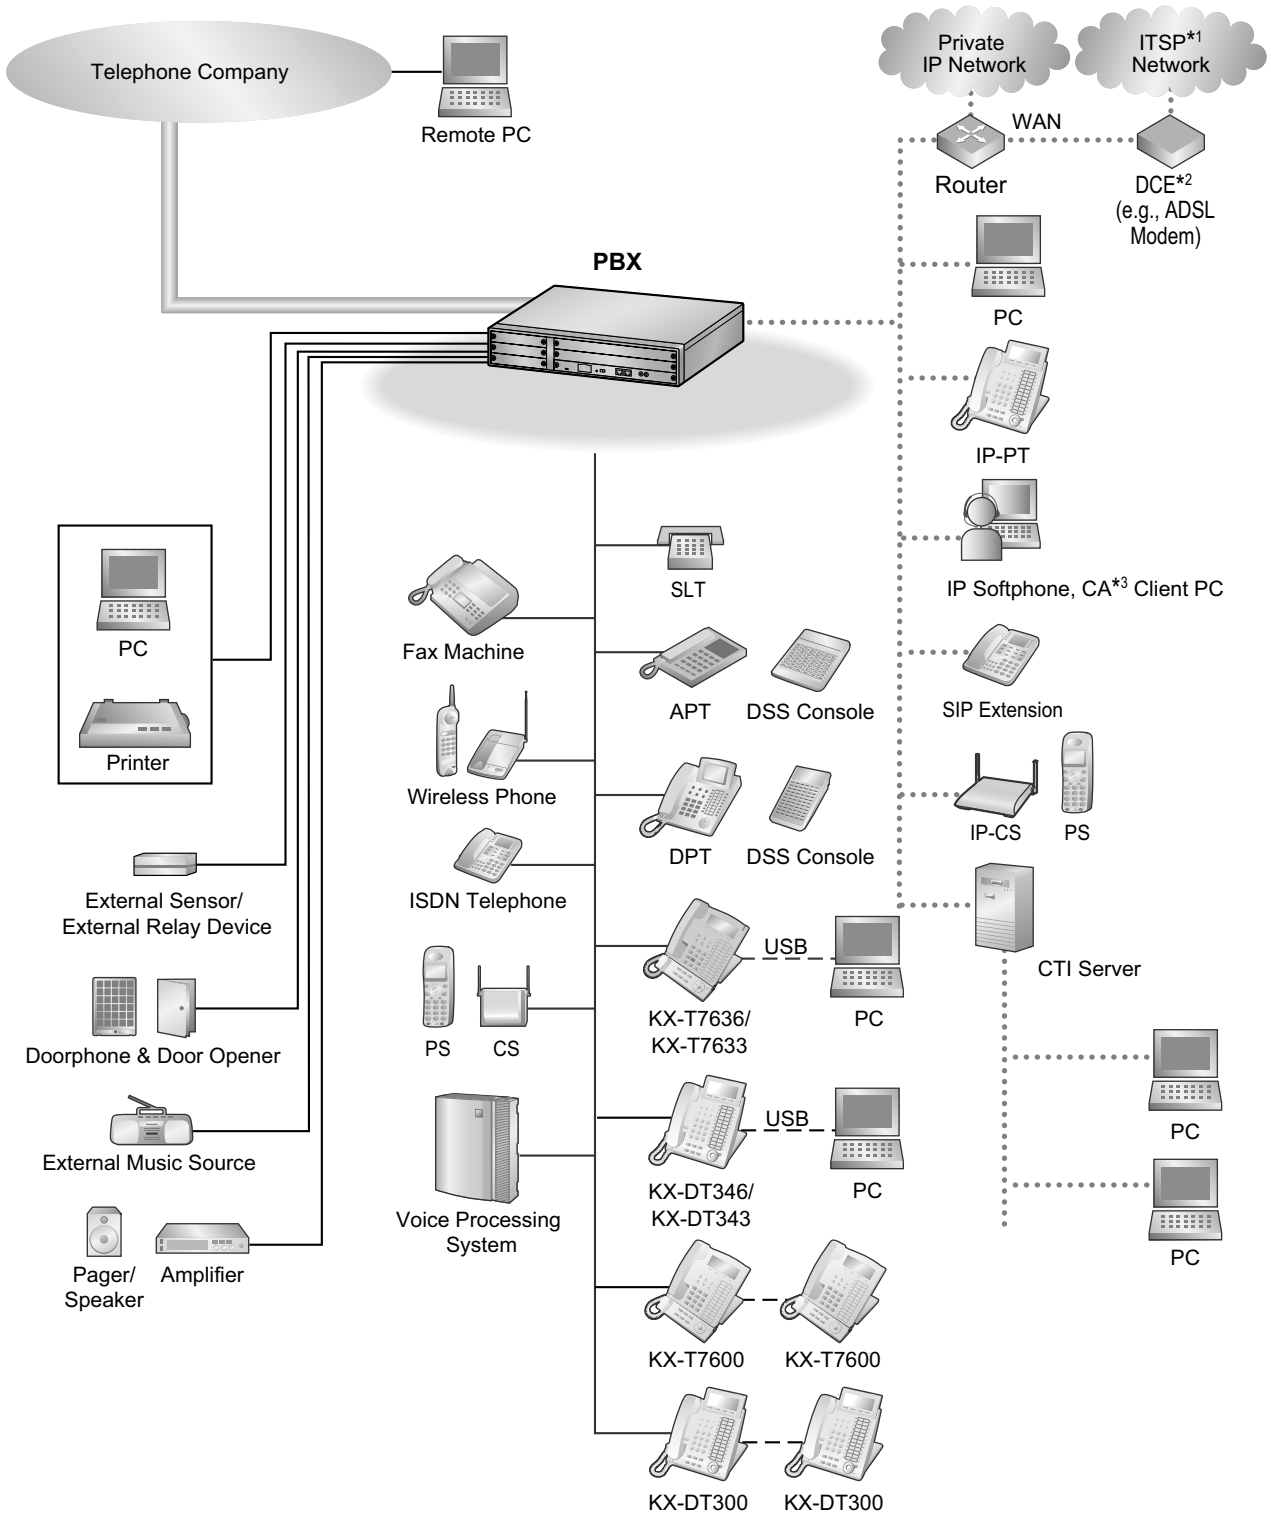 Telephone Company
Remote PC
Private
IP Network
ITSP*1
Network
WAN
Router
DCE*2
(e.g., ADSL
Modem)
PBX
PC
IP-PT
IP Softphone, CA*3 Client PC
SIP Extension
IP-CS
PS
CTI Server
PC
PC
PC
Printer
External Sensor/
External Relay Device
Doorphone & Door Opener
External Music Source
Pager/
Speaker
Amplifier
Fax Machine
Wireless Phone
ISDN Telephone
PS
CS
Voice Processing
System
SLT
APT
DSS Console
DPT
DSS Console
USB
KX-T7636/
KX-T7633
PC
USB
KX-DT346/
KX-DT343
PC
KX-T7600
KX-T7600
KX-DT300
KX-DT300